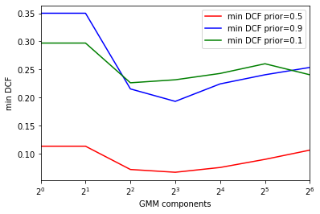 min DCF prior=0.5
min DCF prior=0.9
min DCF prior=0.1
0.35
0.30
0.25
0.20
0.15
0.10
min DCF
2^0 2^1 2^2 2^3 2^4 2^5 2^6
GMM components